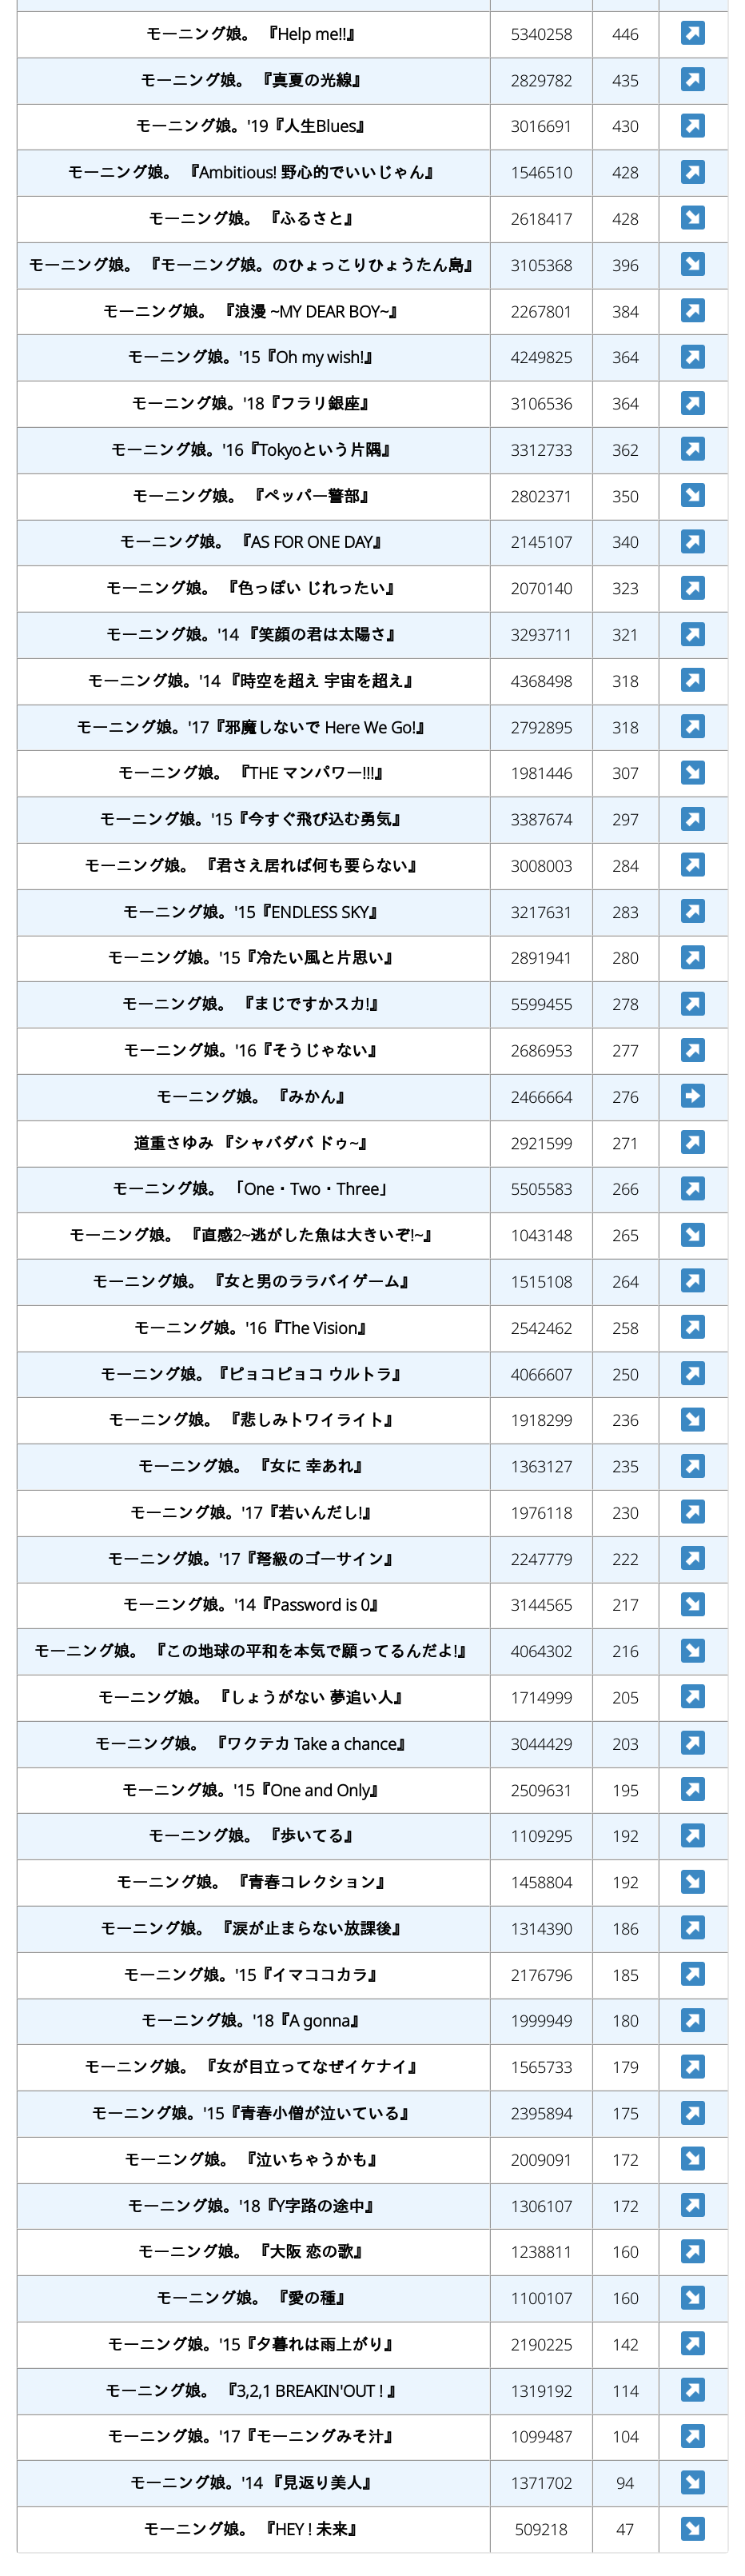 モーニング娘。 『Help me!!』 5340258 446
モーニング娘。 『真夏の光線』 2829782 435
モーニング娘。'19『人生Blues』 3016691 430
モーニング娘。 『Ambitious! 野心的でいいじゃん』 1546510 428
モーニング娘。 『ふるさと』 2618417 428
モーニング娘。 『モーニング娘。のひょっこりひょうたん島』 3105368 396
モーニング娘。 『浪漫 ~MY DEAR BOY~』 2267801 384
モーニング娘。'15『Oh my wish!』 4249825 364
モーニング娘。'18『フラリ銀座』 3106536 364
モーニング娘。'16『Tokyoという片隅』 3312733 362
モーニング娘。 『ペッパー警部』 2802371 350
モーニング娘。 『AS FOR ONE DAY』 2145107 340
モーニング娘。 『色っぽい じれったい』 2070140 323
モーニング娘。'14 『笑顔の君は太陽さ』 3293711 321
モーニング娘。'14 『時空を超え 宇宙を超え』 4368498 318
モーニング娘。'17『邪魔しないで Here We Go!』 2792895 318
モーニング娘。 『THE マンパワー!!!』 1981446 307
モーニング娘。'15『今すぐ飛び込む勇気』 3387674 297
モーニング娘。 『君さえ居れば何も要らない』 3008003 284
モーニング娘。'15『ENDLESS SKY』 3217631 283
モーニング娘。'15『冷たい風と片思い』 2891941 280
モーニング娘。 『まじですかスカ!』 5599455 278
モーニング娘。'16『そうじゃない』 2686953 277
モーニング娘。 『みかん』 2466664 276
道重さゆみ 『シャバダバ ドゥ~』 2921599 271
モーニング娘。 「One・Two・Three」 5505583 266
モーニング娘。 『直感2~逃がした魚は大きいぞ!~』 1043148 265
モーニング娘。 『女と男のララバイゲーム』 1515108 264
モーニング娘。'16『The Vision』 2542462 258
モーニング娘。『ピョコピョコ ウルトラ』 4066607 250
モーニング娘。 『悲しみトワイライト』 1918299 236
モーニング娘。 『女に 幸あれ』 1363127 235
モーニング娘。'17『若いんだし!』 1976118 230
モーニング娘。'17『弩級のゴーサイン』 2247779 222
モーニング娘。'14『Password is 0』 3144565 217
モーニング娘。 『この地球の平和を本気で願ってるんだよ!』 4064302 216
モーニング娘。 『しょうがない 夢追い人』 1714999 205
モーニング娘。 『ワクテカ Take a chance』 3044429 203
モーニング娘。'15『One and Only』 2509631 195
モーニング娘。 『歩いてる』 1109295 192
モーニング娘。 『青春コレクション』 1458804 192
モーニング娘。 『涙が止まらない放課後』 1314390 186
モーニング娘。'15『イマココカラ』 2176796 185
モーニング娘。'18『A gonna』 1999949 180
モーニング娘。 『女が目立ってなぜイケナイ』 1565733 179
モーニング娘。'15『青春小僧が泣いている』 2395894 175
モーニング娘。 『泣いちゃうかも』 2009091 172
モーニング娘。'18『Y字路の途中』 1306107 172
モーニング娘。 『大阪 恋の歌』 1238811 160
モーニング娘。 『愛の種』 1100107 160
モーニング娘。'15『夕暮れは雨上がり』 2190225 142
モーニング娘。 『3,2,1 BREAKIN'OUT ! 』 1319192 114
モーニング娘。'17『モーニングみそ汁』 1099487 104
モーニング娘。'14 『見返り美人』 1371702 94
モーニング娘。 『HEY ! 未来』 509218 47